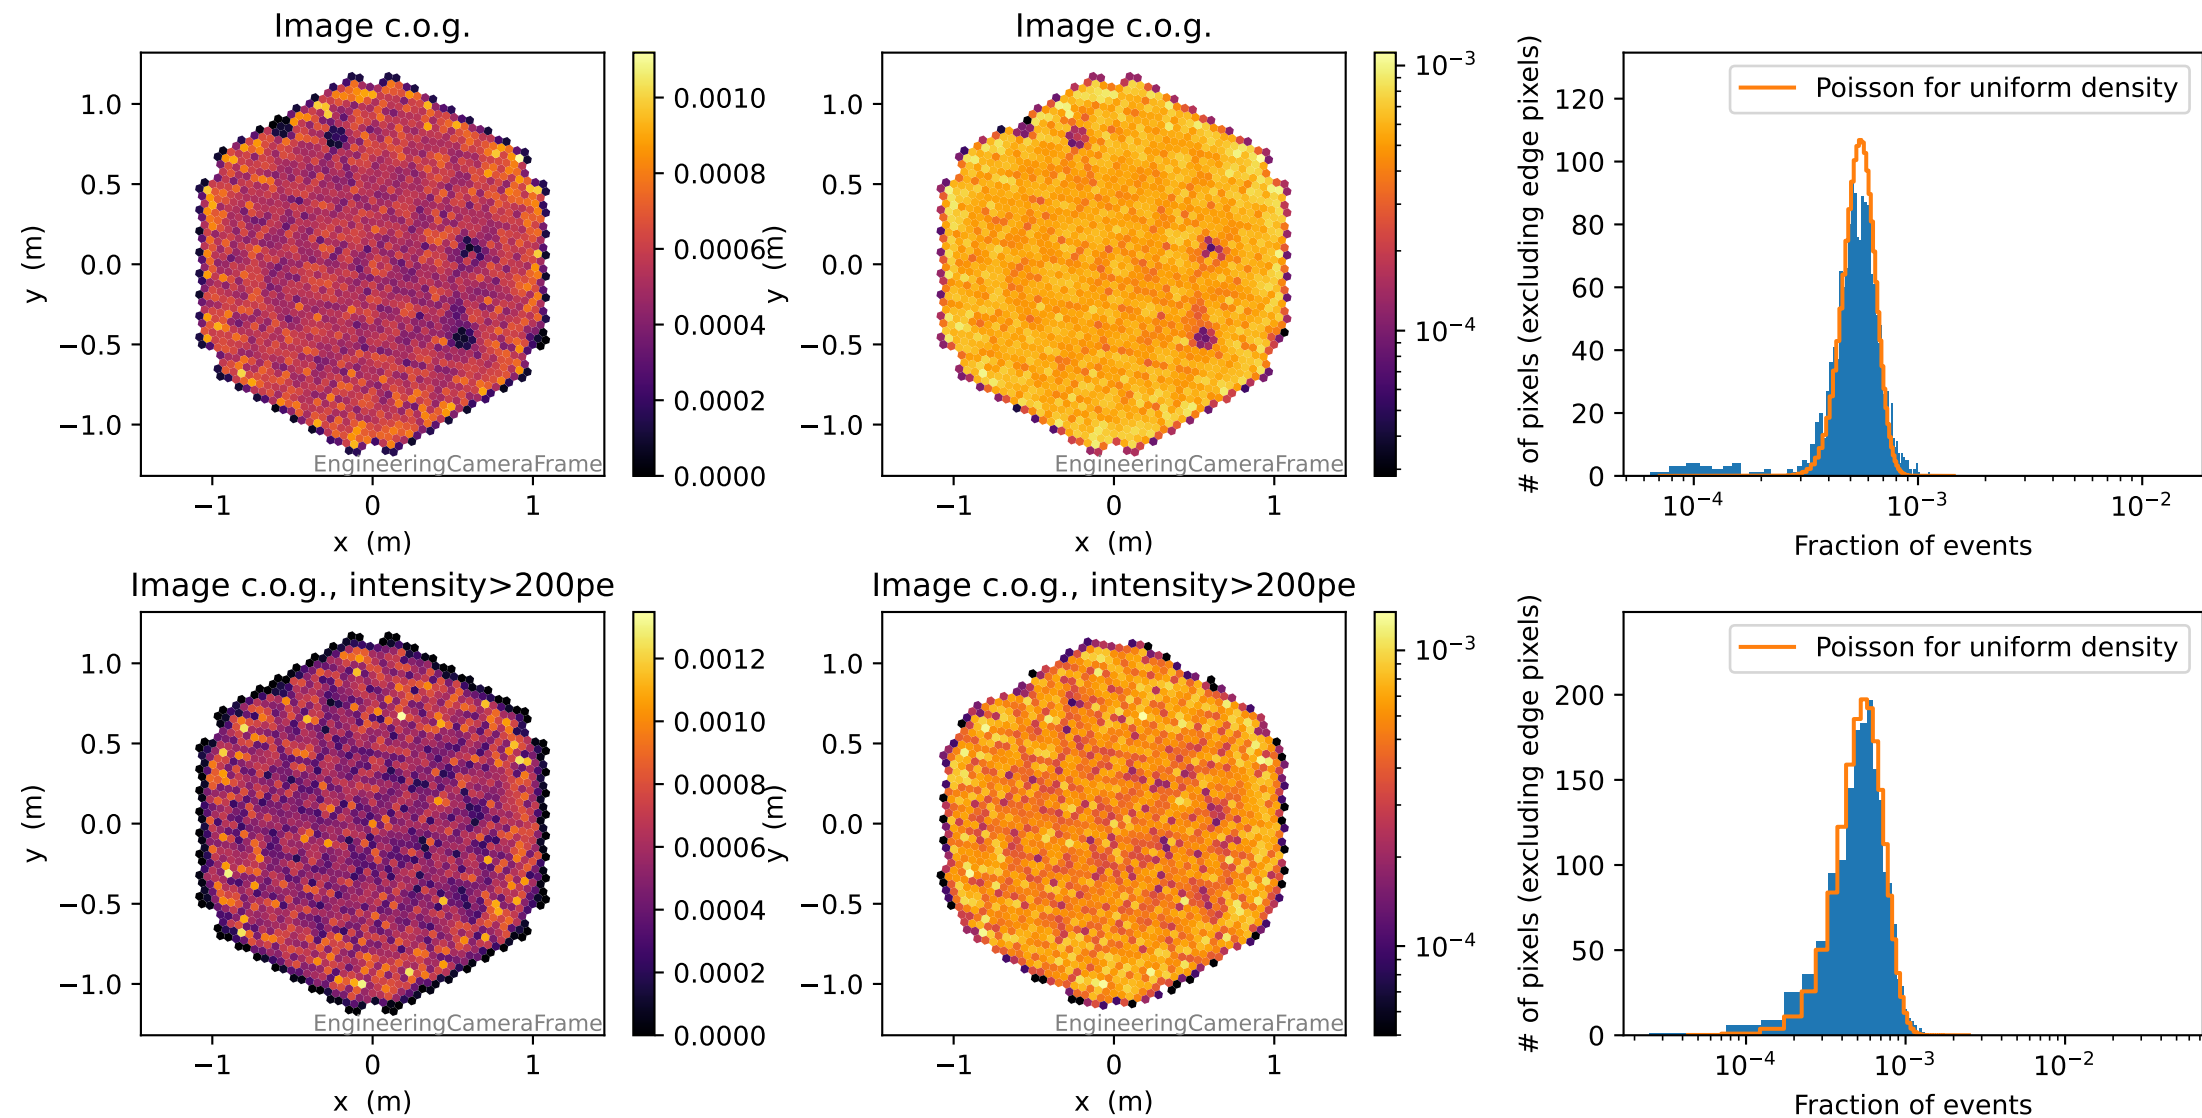 Image c.o.g.
1.0
0.5
0.0
−0.5
−1.0
y (m)
−1 0 1
x (m)
EngineeringCameraFrame
0.0010
0.0008
0.0006
0.0004
0.0002
0.0000
Image c.o.g.
1.0
0.5
0.0
−0.5
−1.0
y (m)
−1 0 1
x (m)
EngineeringCameraFrame
10⁻³
10⁻⁴
Poisson for uniform density
# of pixels (excluding edge pixels)
120
100
80
60
40
20
0
10⁻⁴ 10⁻³ 10⁻²
Fraction of events
Image c.o.g., intensity>200pe
1.0
0.5
0.0
−0.5
−1.0
y (m)
−1 0 1
x (m)
EngineeringCameraFrame
0.0012
0.0010
0.0008
0.0006
0.0004
0.0002
0.0000
Image c.o.g., intensity>200pe
1.0
0.5
0.0
−0.5
−1.0
y (m)
−1 0 1
x (m)
EngineeringCameraFrame
10⁻³
10⁻⁴
Poisson for uniform density
# of pixels (excluding edge pixels)
200
150
100
50
0
10⁻⁴ 10⁻³ 10⁻²
Fraction of events